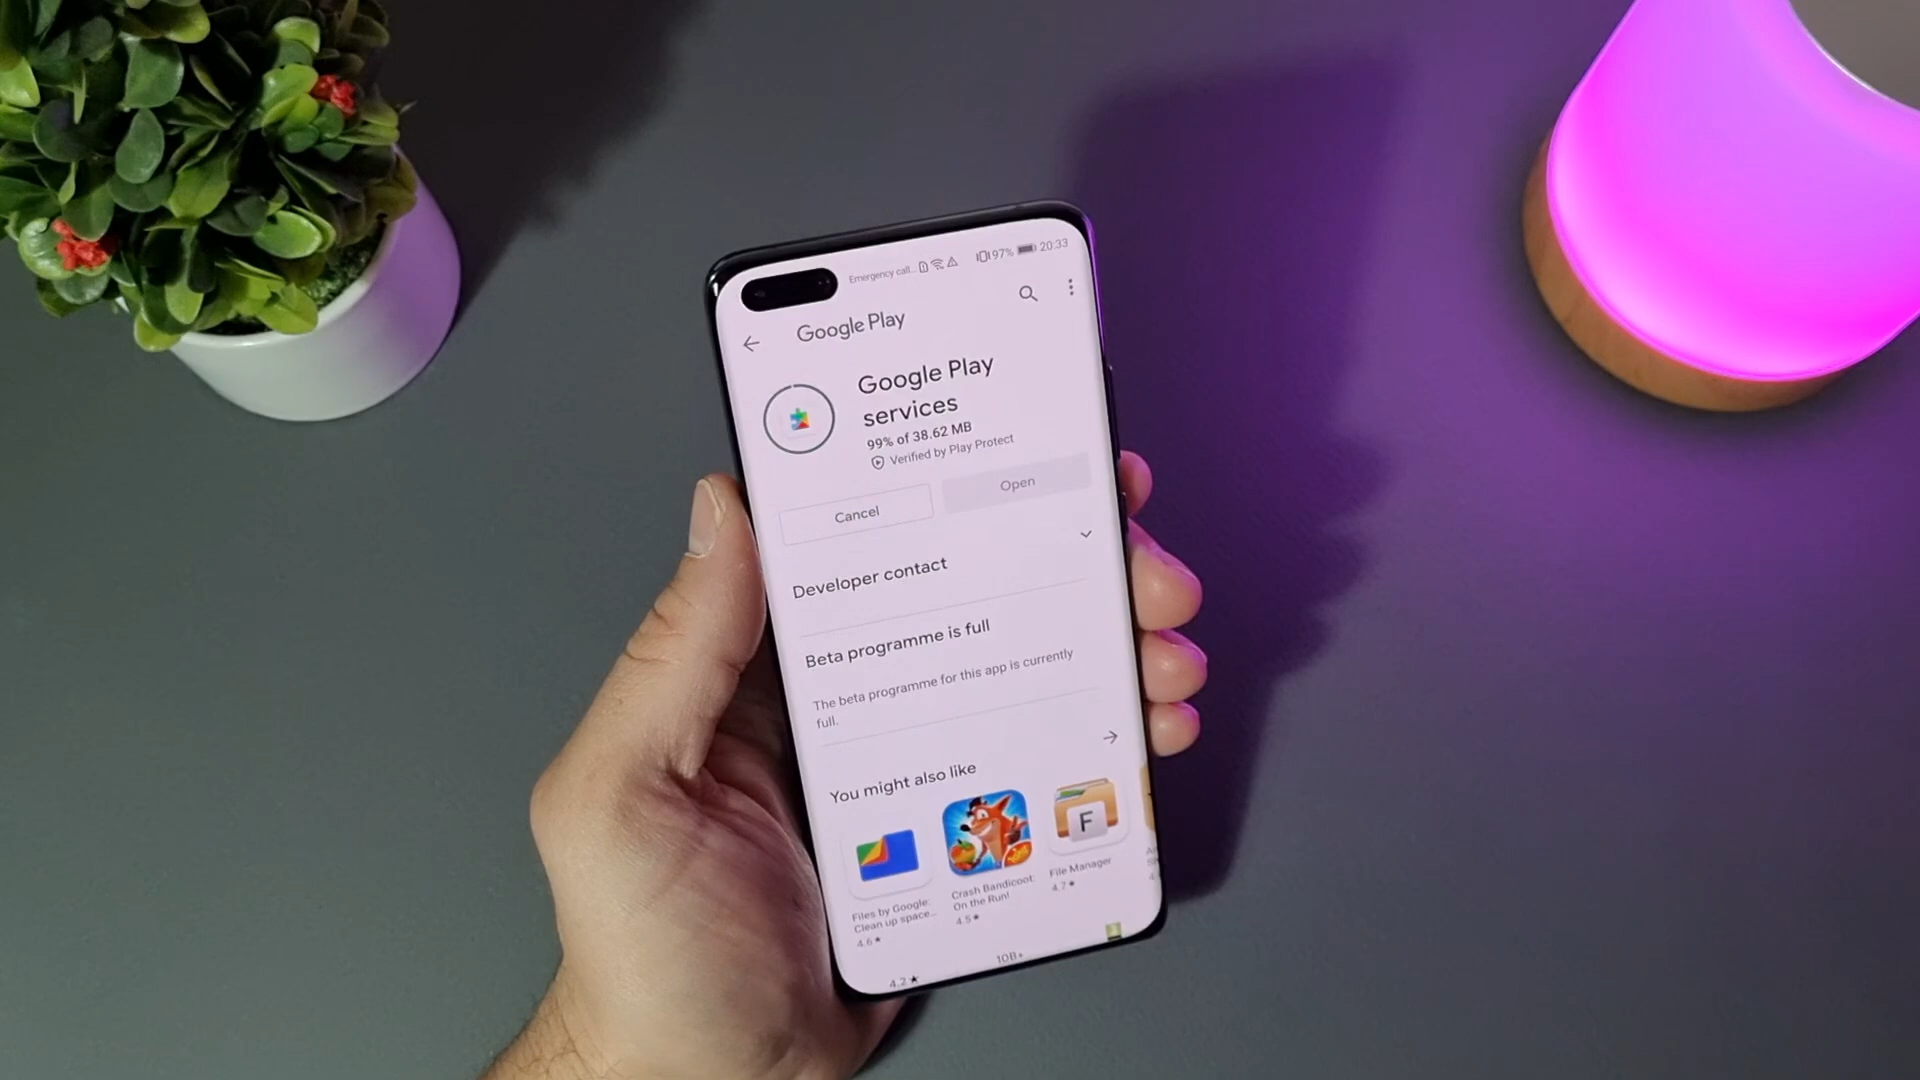 Emergency call... 97% 20:33
Google Play
Google Play
services
99% of 38.62 MB
Verified by Play Protect
Cancel
Open
Developer contact
Beta programme is full
The beta programme for this app is currently
full.
You might also like
F
Files by Google:
Clean up space...
4.6★
Crash Bandicoot:
On the Run!
4.5★
File Manager
4.7★
4.2★
10B+